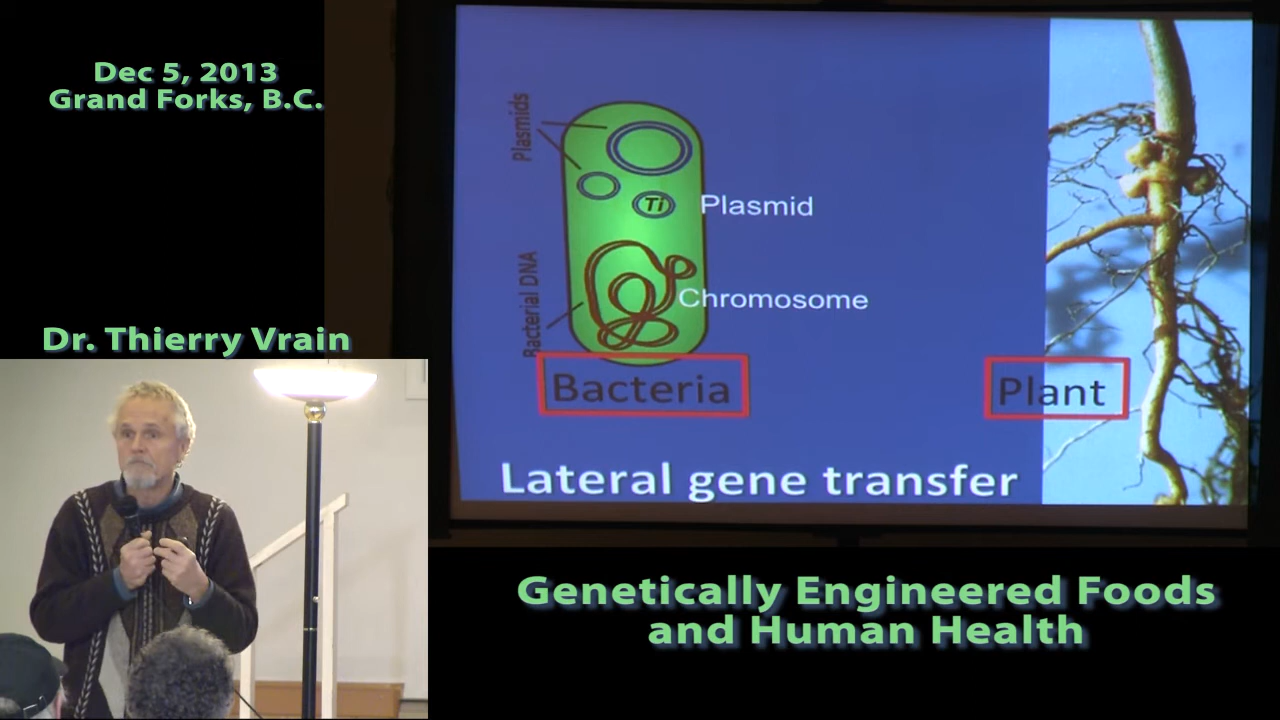 Dec 5, 2013
Grand Forks, B.C.
Dr. Thierry Vrain
Plasmids
Ti
Plasmid
Bacterial DNA
Chromosome
Bacteria
Plant
Lateral gene transfer
Genetically Engineered Foods
and Human Health